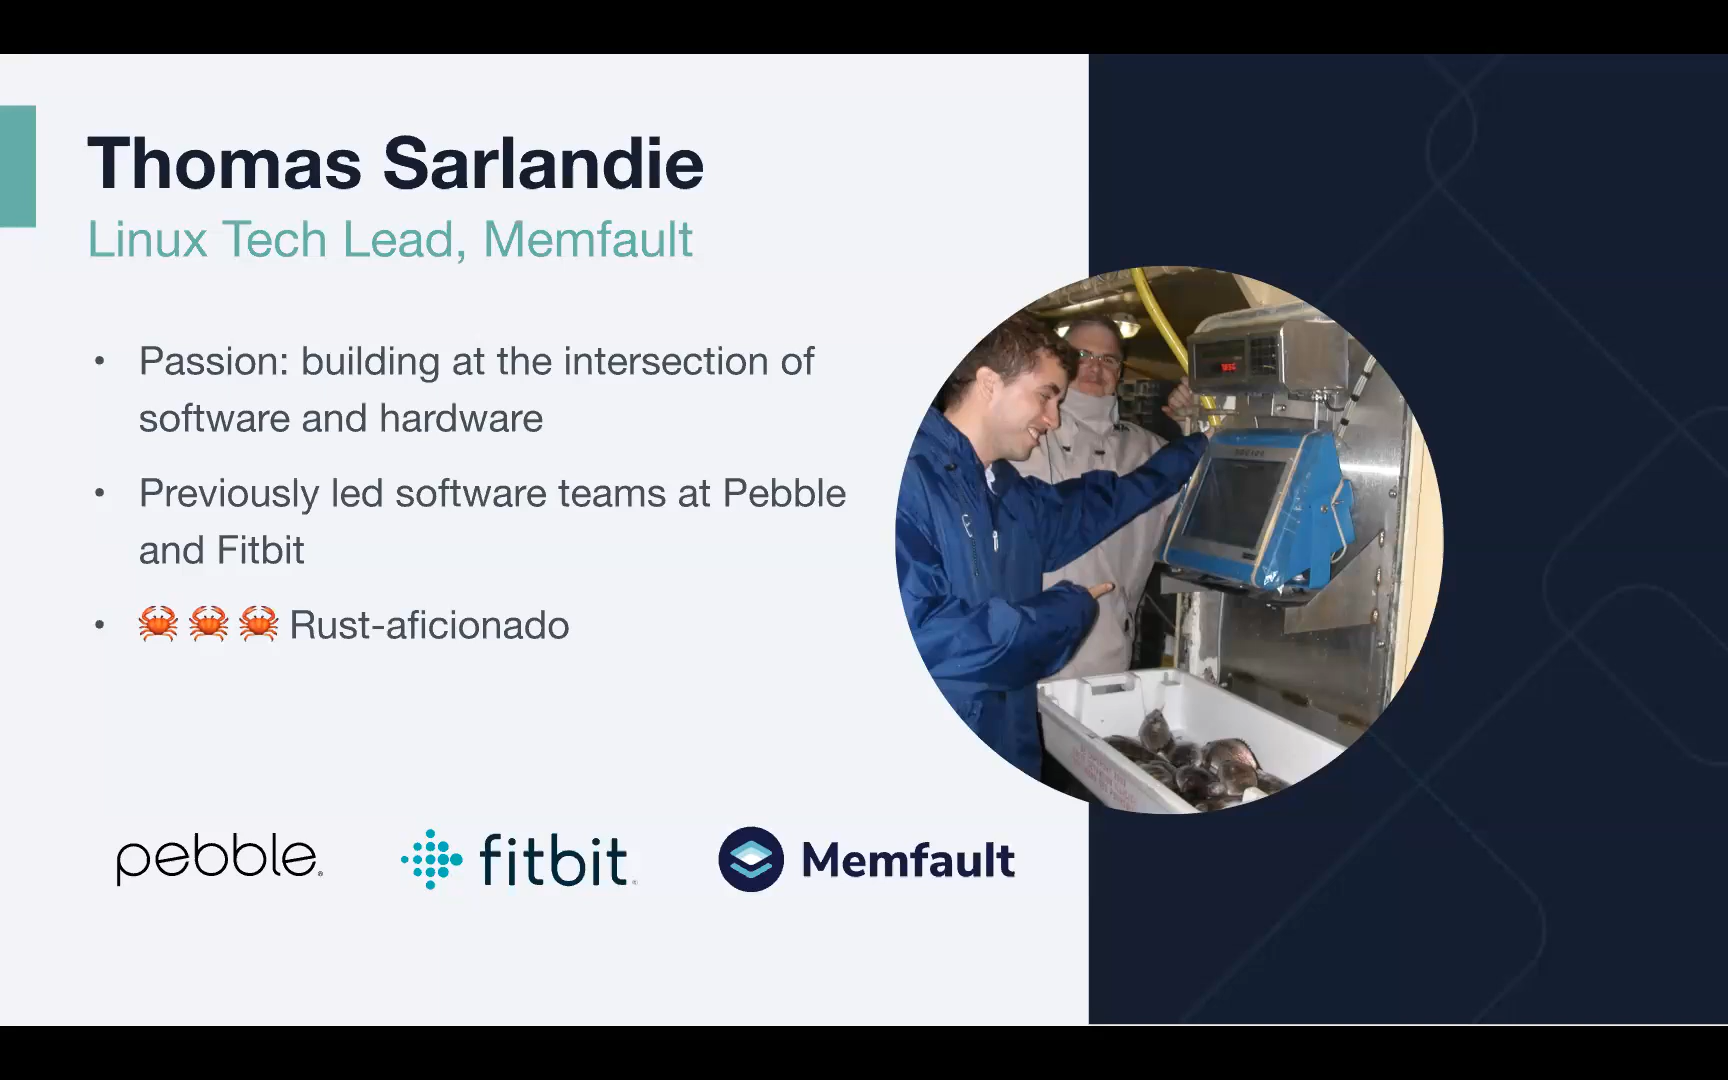 Thomas Sarlandie
Linux Tech Lead, Memfault
• Passion: building at the intersection of
software and hardware
• Previously led software teams at Pebble
and Fitbit
• 🦀 🦀 🦀 Rust-aficionado
pebble
fitbit
Memfault